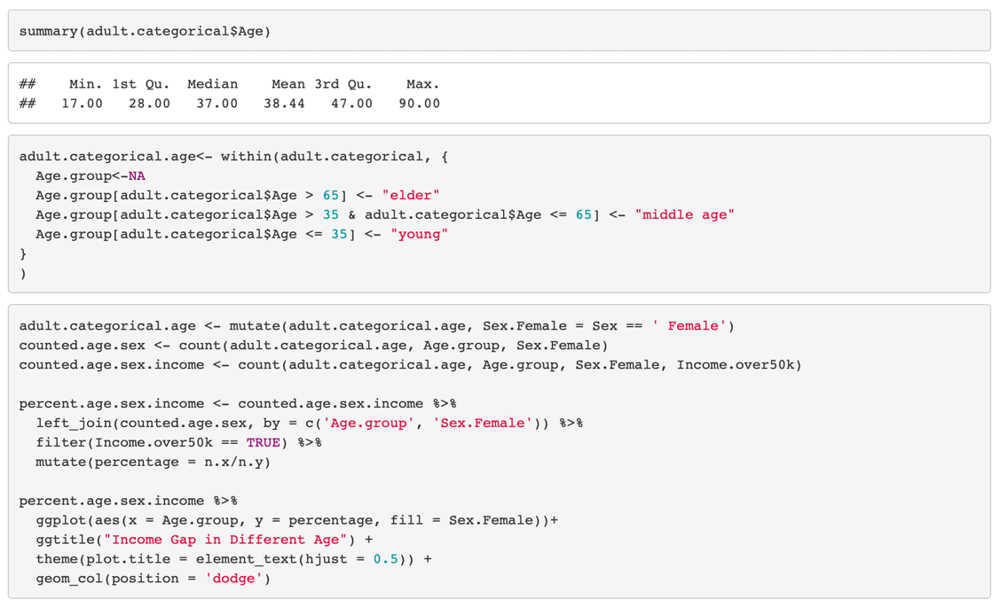 summary(adult.categorical$Age)
##    Min. 1st Qu.  Median    Mean 3rd Qu.    Max.
##   17.00   28.00   37.00   38.44   47.00   90.00
adult.categorical.age<- within(adult.categorical, {
  Age.group<-NA
  Age.group[adult.categorical$Age > 65] <- "elder"
  Age.group[adult.categorical$Age > 35 & adult.categorical$Age <= 65] <- "middle age"
  Age.group[adult.categorical$Age <= 35] <- "young"
}
)
adult.categorical.age <- mutate(adult.categorical.age, Sex.Female = Sex == ' Female')
counted.age.sex <- count(adult.categorical.age, Age.group, Sex.Female)
counted.age.sex.income <- count(adult.categorical.age, Age.group, Sex.Female, Income.over50k)
percent.age.sex.income <- counted.age.sex.income %>%
  left_join(counted.age.sex, by = c('Age.group', 'Sex.Female')) %>%
  filter(Income.over50k == TRUE) %>%
  mutate(percentage = n.x/n.y)
percent.age.sex.income %>%
  ggplot(aes(x = Age.group, y = percentage, fill = Sex.Female))+
  ggtitle("Income Gap in Different Age") +
  theme(plot.title = element_text(hjust = 0.5)) +
  geom_col(position = 'dodge')